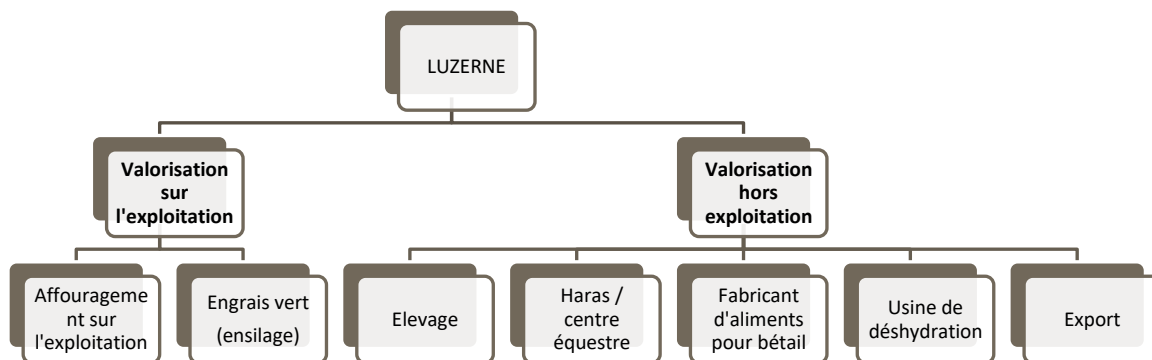 LUZERNE
Valorisation
sur
l'exploitation
Valorisation
hors
exploitation
Affourageme
nt sur
l'exploitation
Engrais vert
(ensilage)
Elevage
Haras /
centre
équestre
Fabricant
d'aliments
pour bétail
Usine de
déshydration
Export